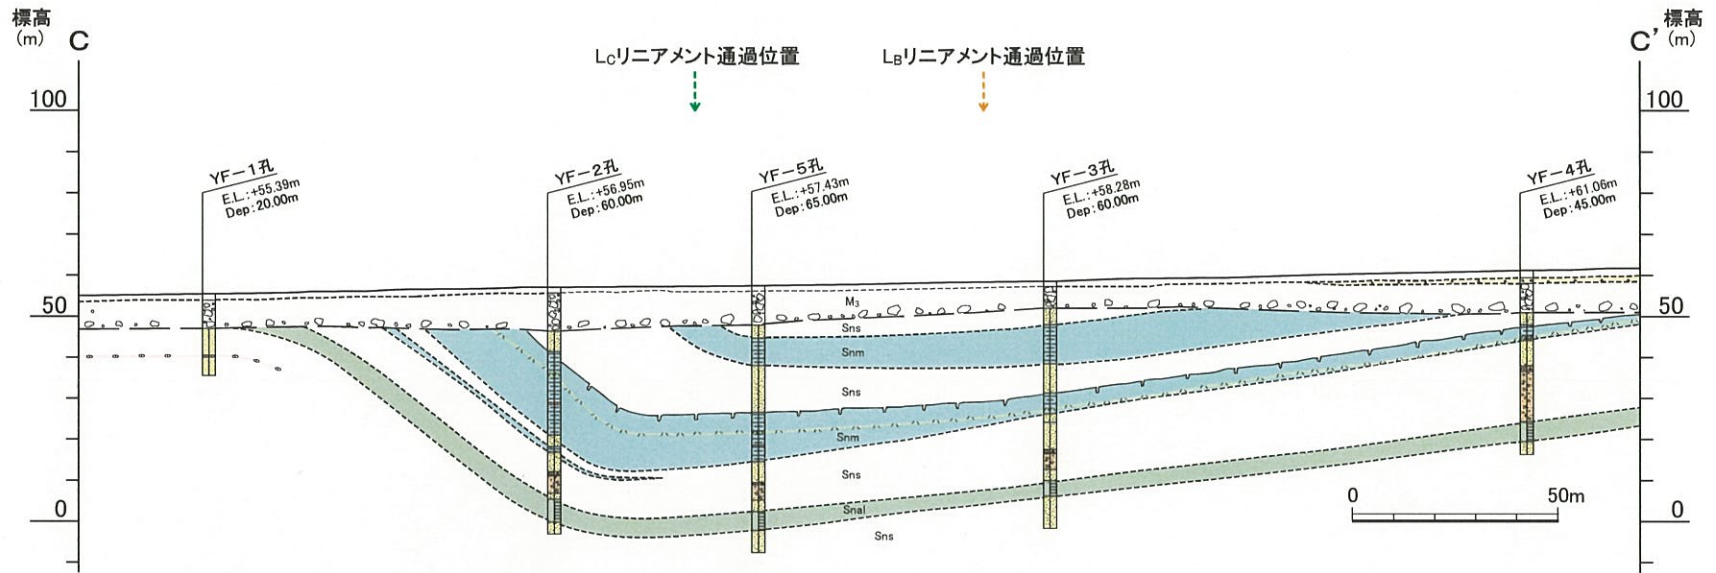 標高
(m)
C
LCリニアメント通過位置
LBリニアメント通過位置
標高
C’
(m)
100
100
YF－1孔
E.L.:+55.39m
Dep:20.00m
YF－2孔
E.L.:+56.95m
Dep:60.00m
YF－5孔
E.L.:+57.43m
Dep:65.00m
YF－3孔
E.L.:+58.28m
Dep:60.00m
YF－4孔
E.L.:+61.06m
Dep:45.00m
50
50
M3
Sns
Snm
Sns
Snm
Sns
Snal
Sns
0
50m
0
0